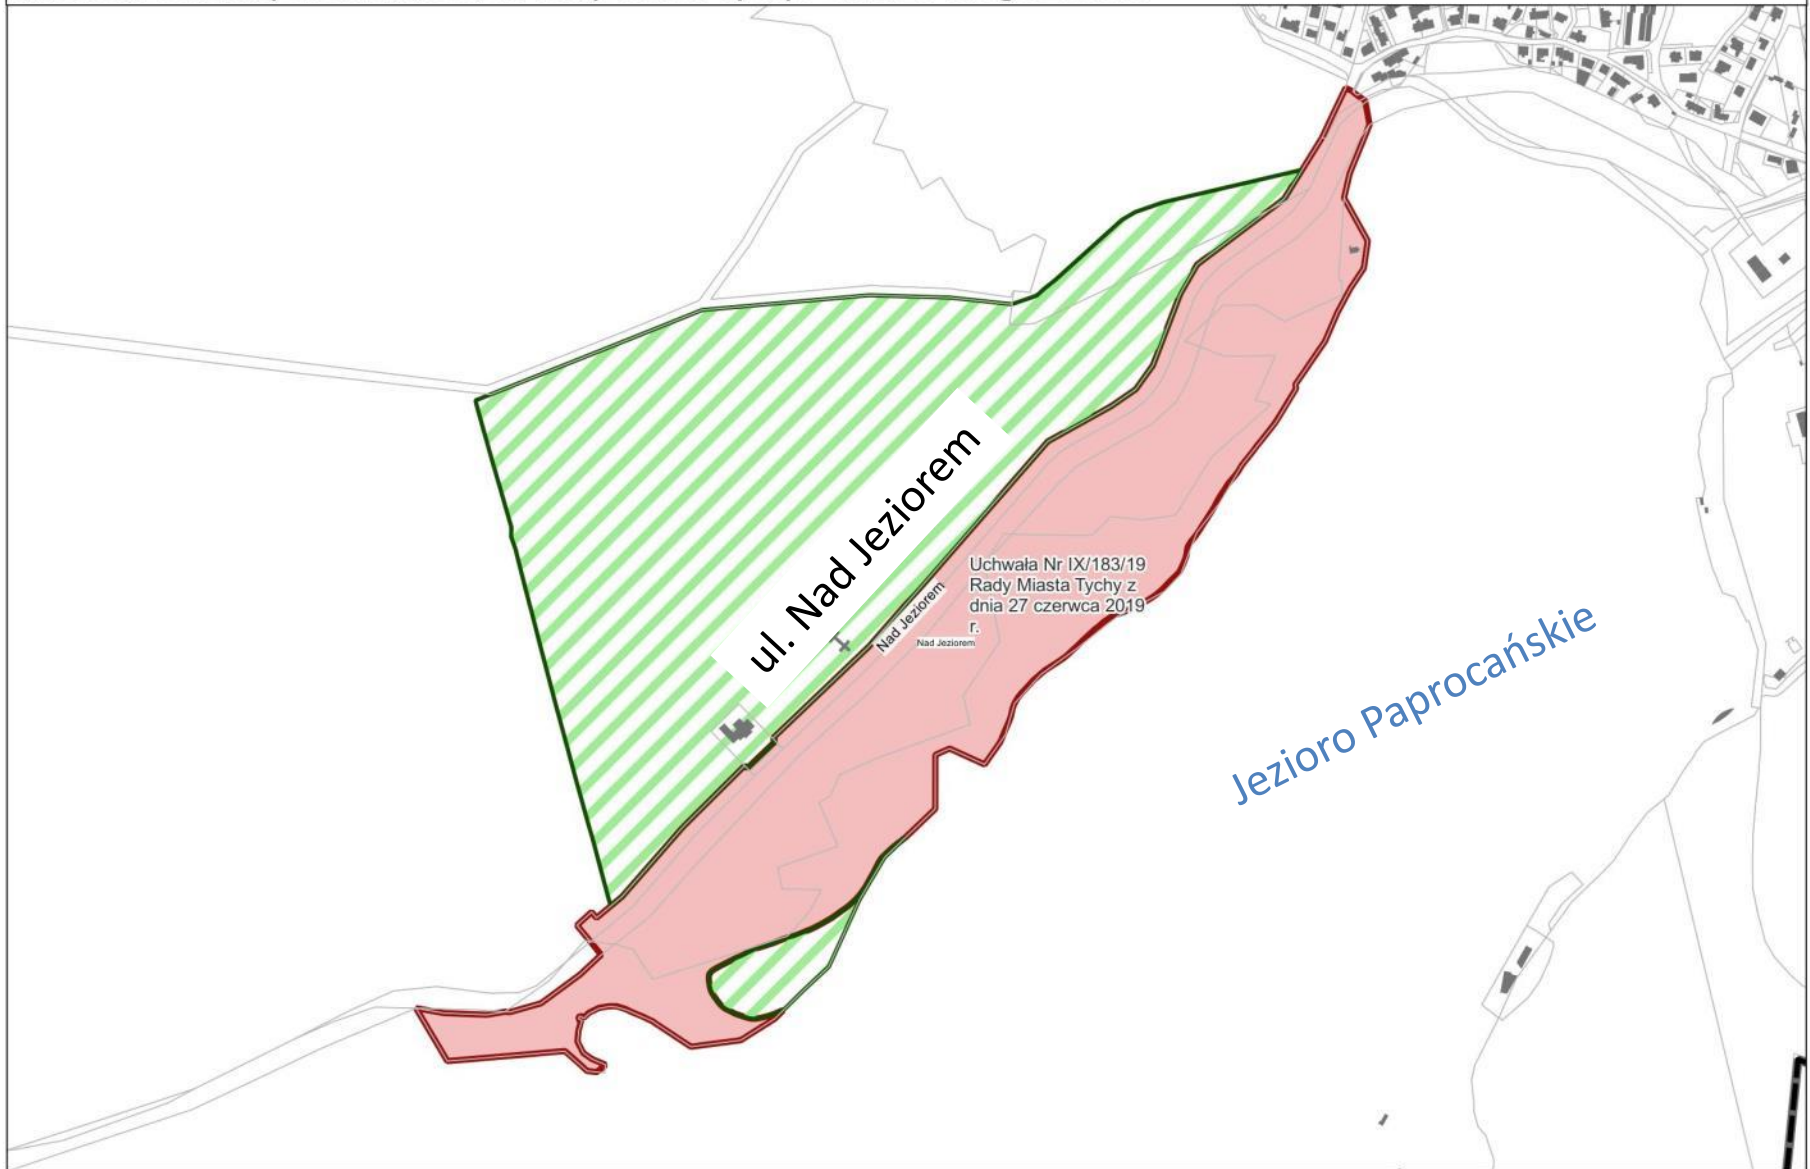 ul. Nad Jeziorem
Nad Jeziorem
Uchwała Nr IX/183/19
Rady Miasta Tychy z
dnia 27 czerwca 2019
r.
Nad Jeziorem
Jezioro Paprocańskie